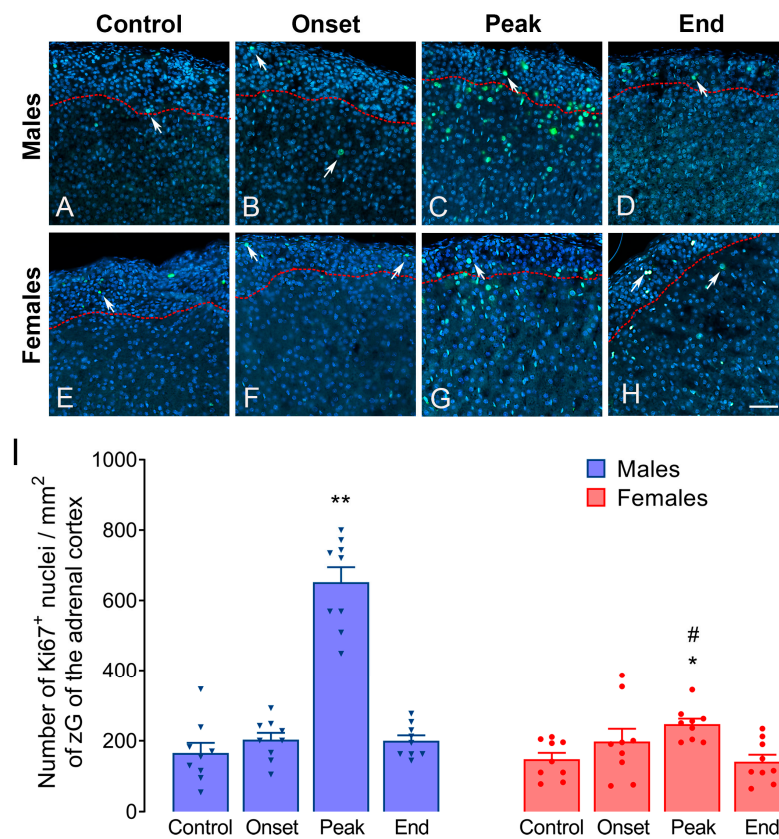 Control Onset Peak End
Males
A B C D
Females
E F G H
I
Number of Ki67+ nuclei / mm2
of zG of the adrenal cortex
1000
800
600
400
200
0
**
Males
Females
#
*
Control Onset Peak End Control Onset Peak End